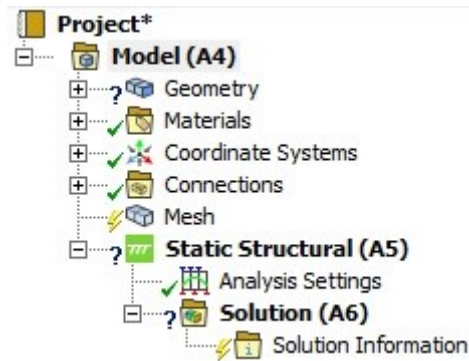 Project*
Model (A4)
Geometry
Materials
Coordinate Systems
Connections
Mesh
Static Structural (A5)
Analysis Settings
Solution (A6)
Solution Information